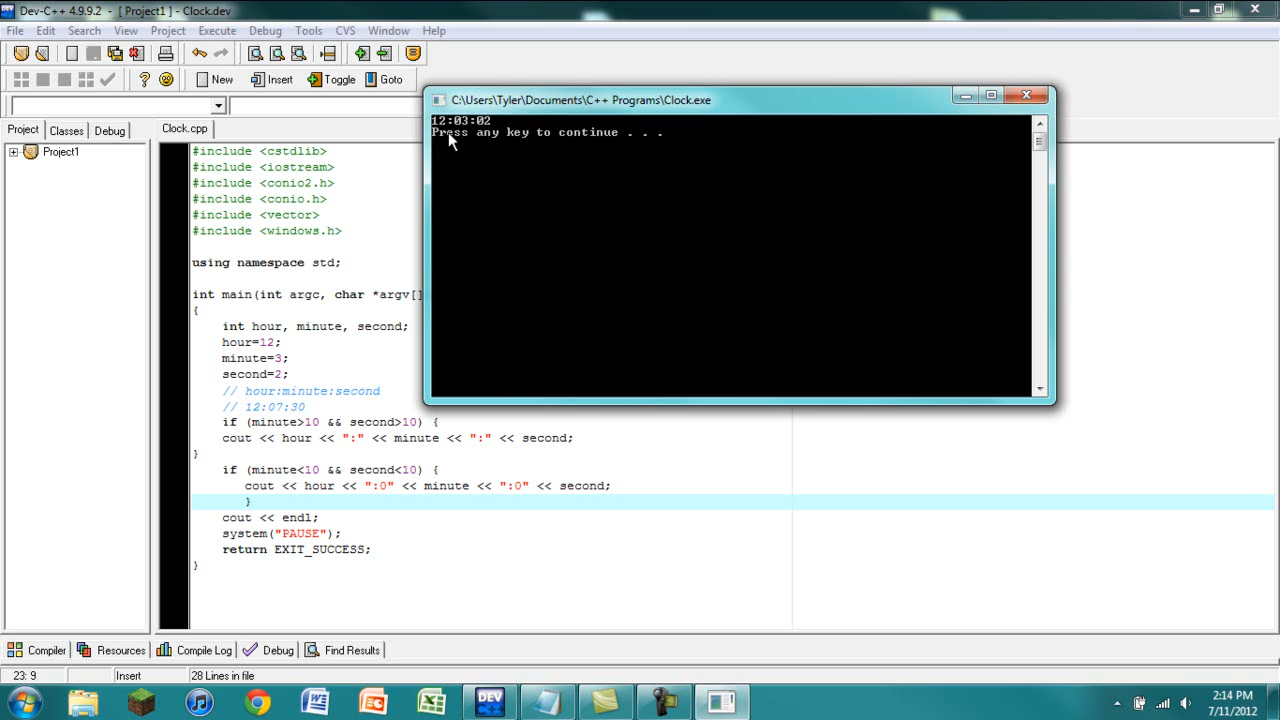 Dev-C++ 4.9.9.2 - [ Project1 ] - Clock.dev
File Edit Search View Project Execute Debug Tools CVS Window Help
New Insert Toggle Goto
Project Classes Debug
Clock.cpp
Project1
C:\Users\Tyler\Documents\C++ Programs\Clock.exe
12:03:02
Press any key to continue . . .
#include <cstdlib>
#include <iostream>
#include <conio2.h>
#include <conio.h>
#include <vector>
#include <windows.h>
using namespace std;
int main(int argc, char *argv[]
{
int hour, minute, second;
hour=12;
minute=3;
second=2;
// hour:minute:second
// 12:07:30
if (minute>10 && second>10) {
cout << hour << ":" << minute << ":" << second;
}
if (minute<10 && second<10) {
cout << hour << ":0" << minute << ":0" << second;
}
cout << endl;
system("PAUSE");
return EXIT_SUCCESS;
}
Compiler Resources Compile Log Debug Find Results
23: 9 Insert 28 Lines in file
DEV
2:14 PM
7/11/2012